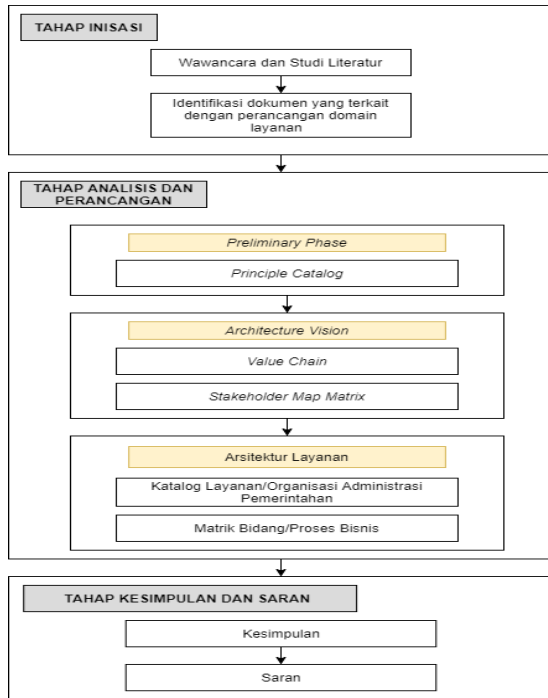 TAHAP INISASI
Wawancara dan Studi Literatur
Identifikasi dokumen yang terkait
dengan perancangan domain
layanan
TAHAP ANALISIS DAN
PERANCANGAN
Preliminary Phase
Principle Catalog
Architecture Vision
Value Chain
Stakeholder Map Matrix
Arsitektur Layanan
Katalog Layanan/Organisasi Administrasi
Pemerintahan
Matrik Bidang/Proses Bisnis
TAHAP KESIMPULAN DAN SARAN
Kesimpulan
Saran